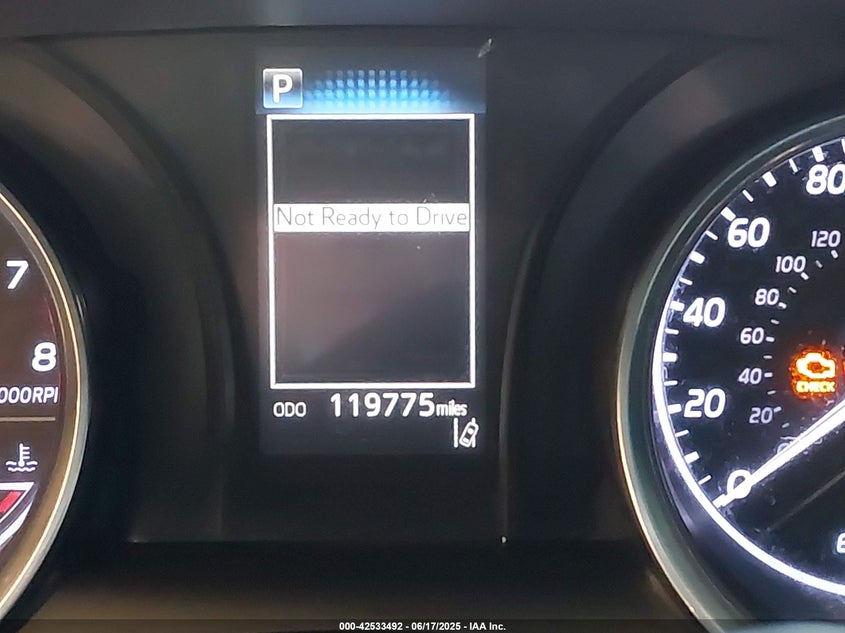 P
Not Ready to Drive
ODO 119775 miles
7
8
000RPM
80
60
40
20
0
120
100
80
60
40
20
CHECK
000-42533492 - 06/17/2025 - IAA Inc.